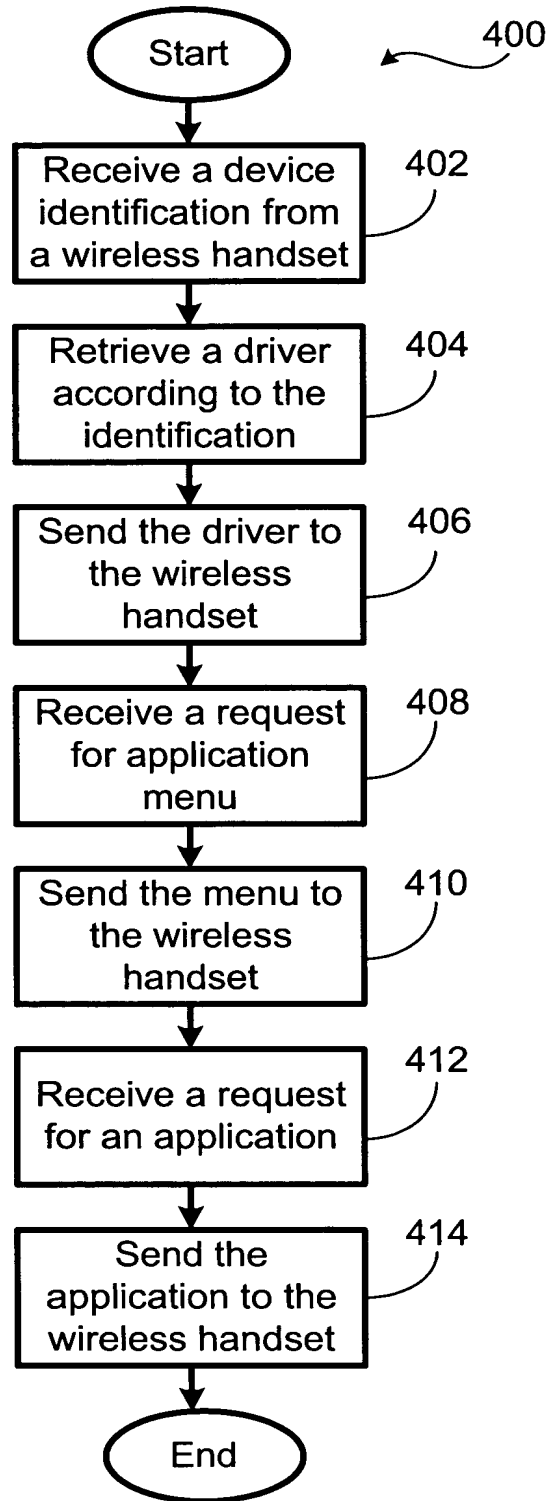 Start
400
Receive a device
identification from
a wireless handset
402
Retrieve a driver
according to the
identification
404
Send the driver to
the wireless
handset
406
Receive a request
for application
menu
408
Send the menu to
the wireless
handset
410
Receive a request
for an application
412
Send the
application to the
wireless handset
414
End